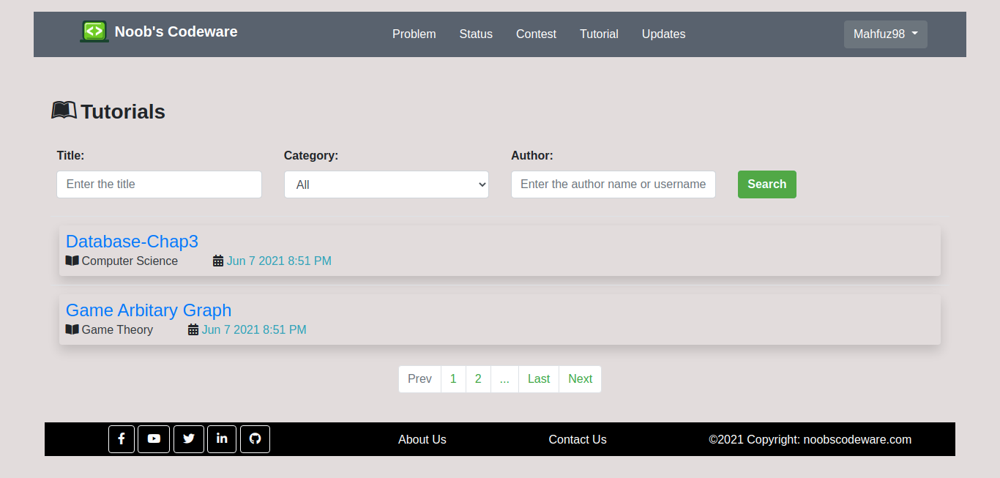 Noob's Codeware
Problem Status Contest Tutorial Updates
Mahfuz98
Tutorials
Title: Category: Author:
Enter the title All Enter the author name or username Search
Database-Chap3
Computer Science Jun 7 2021 8:51 PM
Game Arbitary Graph
Game Theory Jun 7 2021 8:51 PM
Prev 1 2 ... Last Next
About Us Contact Us ©2021 Copyright: noobscodeware.com